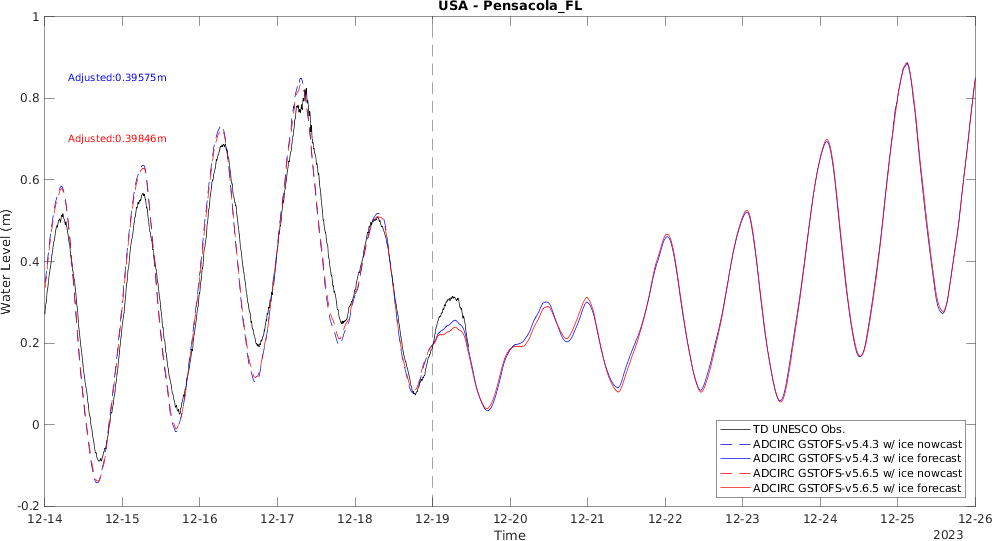 USA - Pensacola_FL
1
Adjusted:0.39575m
0.8
Adjusted:0.39846m
0.6
0.4
0.2
0
-0.2
Water Level (m)
TD UNESCO Obs.
ADCIRC GSTOFS-v5.4.3 w/ ice nowcast
ADCIRC GSTOFS-v5.4.3 w/ ice forecast
ADCIRC GSTOFS-v5.6.5 w/ ice nowcast
ADCIRC GSTOFS-v5.6.5 w/ ice forecast
12-14 12-15 12-16 12-17 12-18 12-19 12-20 12-21 12-22 12-23 12-24 12-25 12-26
Time
2023